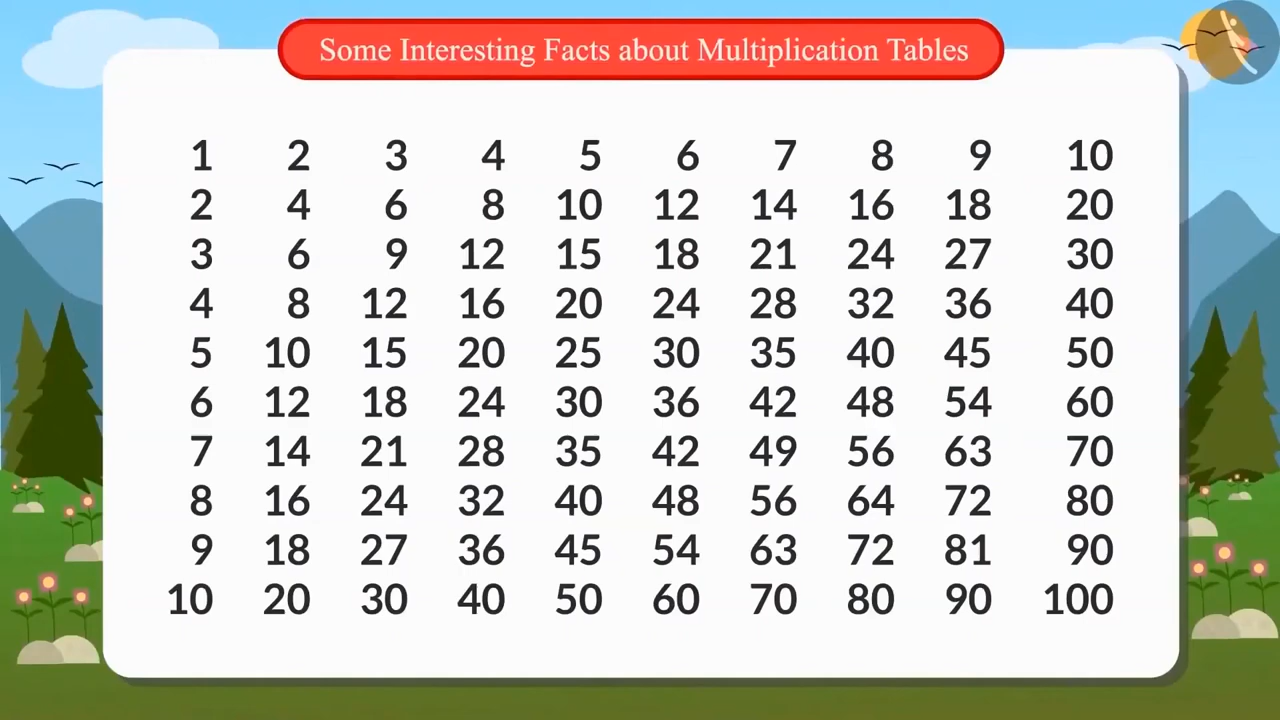 Some Interesting Facts about Multiplication Tables
1 2 3 4 5 6 7 8 9 10
2 4 6 8 10 12 14 16 18 20
3 6 9 12 15 18 21 24 27 30
4 8 12 16 20 24 28 32 36 40
5 10 15 20 25 30 35 40 45 50
6 12 18 24 30 36 42 48 54 60
7 14 21 28 35 42 49 56 63 70
8 16 24 32 40 48 56 64 72 80
9 18 27 36 45 54 63 72 81 90
10 20 30 40 50 60 70 80 90 100